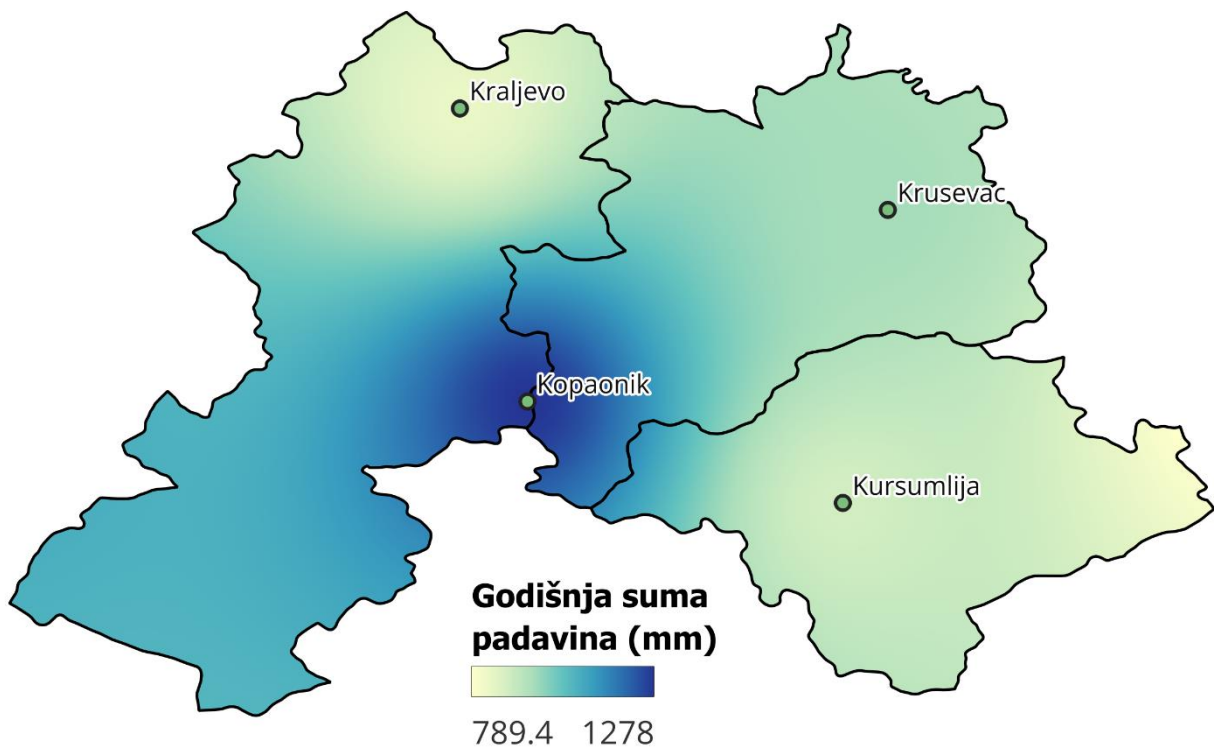 Kraljevo
Krusevac
Kopaonik
Kursumlija
Godišnja suma
padavina (mm)
789.4 1278